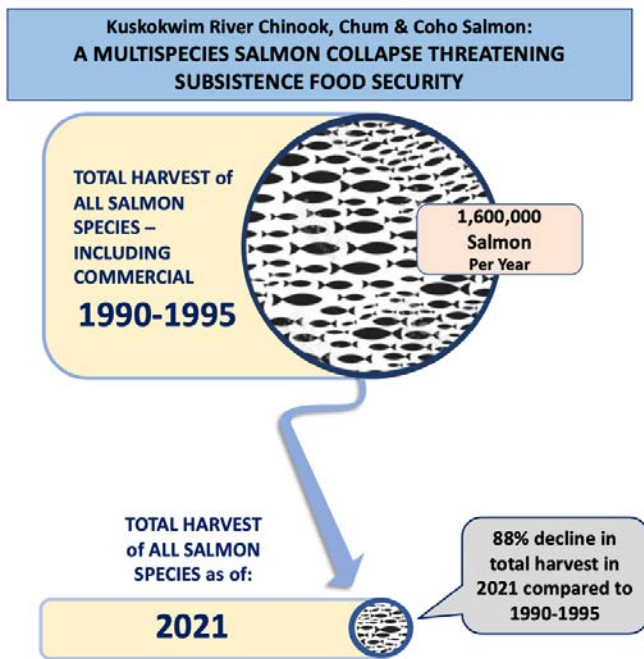 Kuskokwim River Chinook, Chum & Coho Salmon:
A MULTISPECIES SALMON COLLAPSE THREATENING
SUBSISTENCE FOOD SECURITY
TOTAL HARVEST of
ALL SALMON
SPECIES –
INCLUDING
COMMERCIAL
1990-1995
1,600,000
Salmon
Per Year
TOTAL HARVEST
of ALL SALMON
SPECIES as of:
2021
88% decline in
total harvest in
2021 compared to
1990-1995